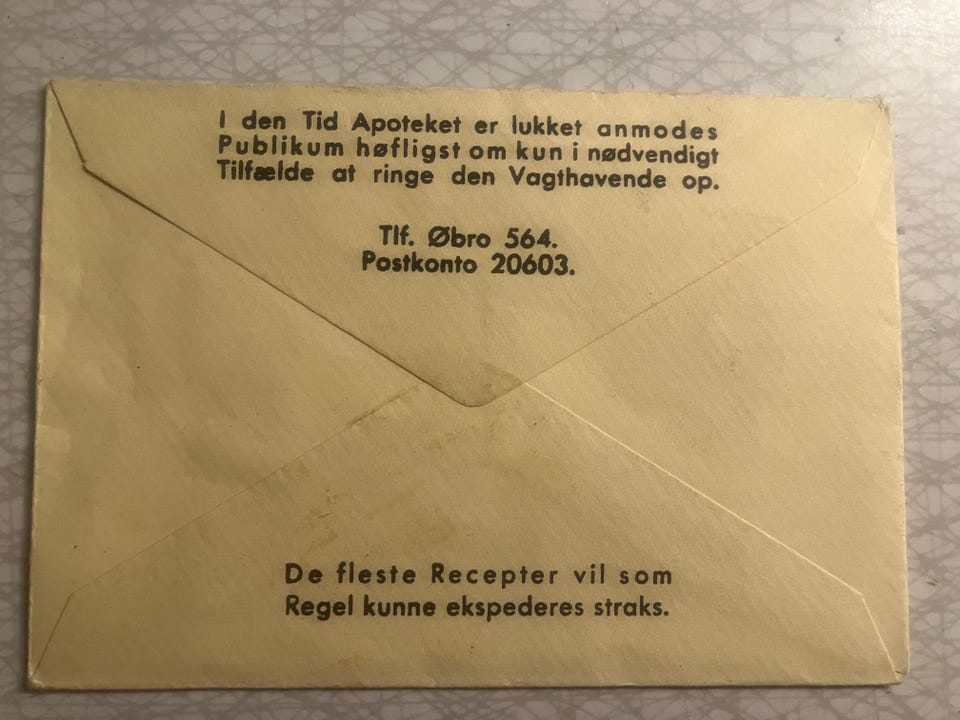 I den Tid Apoteket er lukket anmodes
Publikum høfligst om kun i nødvendigt
Tilfælde at ringe den Vagthavende op.
Tlf. Øbro 564.
Postkonto 20603.
De fleste Recepter vil som
Regel kunne ekspederes straks.